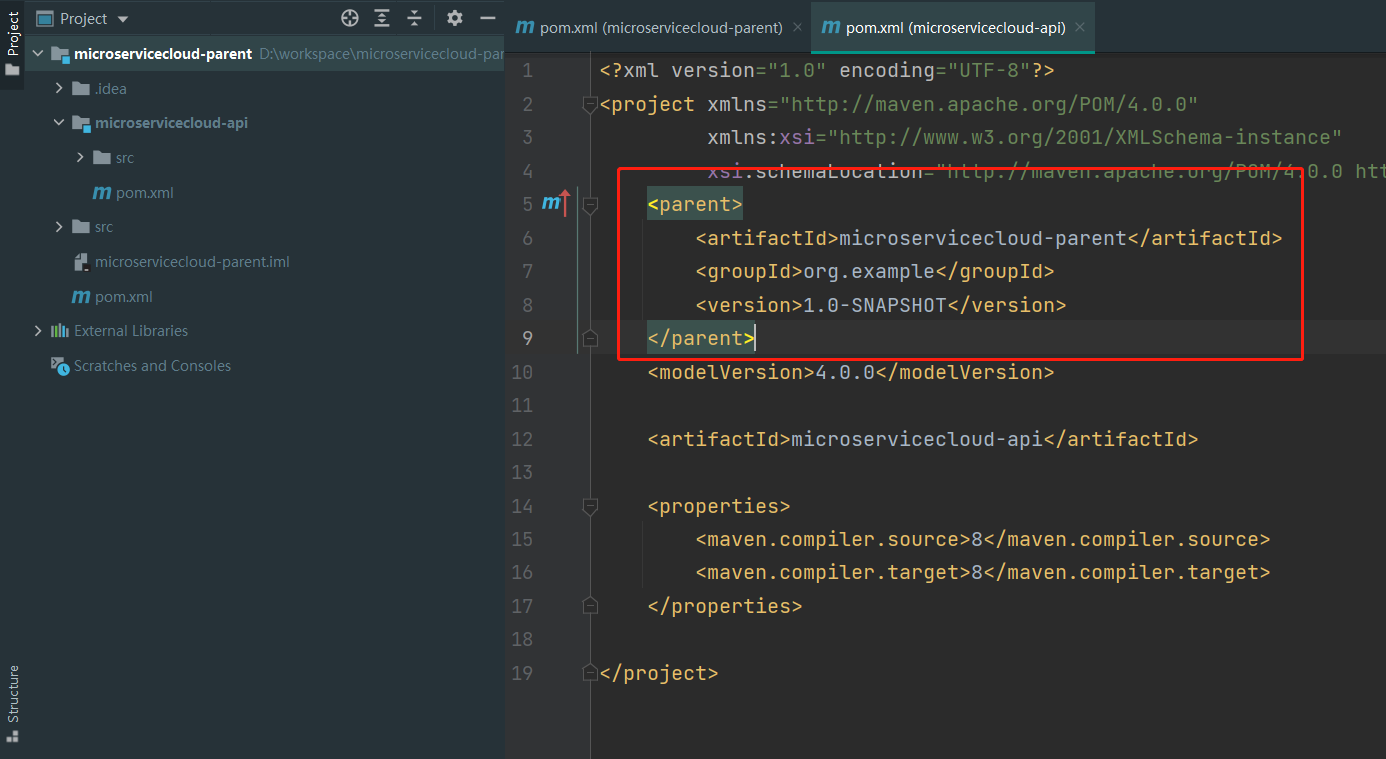 Project
Project
microservicecloud-parent D:\workspace\microservicecloud-par
.idea
microservicecloud-api
src
pom.xml
src
microservicecloud-parent.iml
pom.xml
External Libraries
Scratches and Consoles
Structure
pom.xml (microservicecloud-parent)
pom.xml (microservicecloud-api)
1 <?xml version="1.0" encoding="UTF-8"?>
2 <project xmlns="http://maven.apache.org/POM/4.0.0"
3 xmlns:xsi="http://www.w3.org/2001/XMLSchema-instance"
4 xsi:schemaLocation="http://maven.apache.org/POM/4.0.0 htt
5 <parent>
6 <artifactId>microservicecloud-parent</artifactId>
7 <groupId>org.example</groupId>
8 <version>1.0-SNAPSHOT</version>
9 </parent>
10 <modelVersion>4.0.0</modelVersion>
11
12 <artifactId>microservicecloud-api</artifactId>
13
14 <properties>
15 <maven.compiler.source>8</maven.compiler.source>
16 <maven.compiler.target>8</maven.compiler.target>
17 </properties>
18
19 </project>